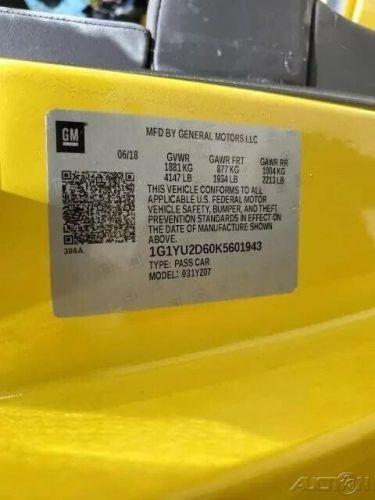 GM
MFD BY GENERAL MOTORS LLC
06/18 GVWR GAWR FRT GAWR RR
1881 KG 877 KG 1004 KG
4147 LB 1934 LB 2213 LB
THIS VEHICLE CONFORMS TO ALL
APPLICABLE U.S. FEDERAL MOTOR
VEHICLE SAFETY, BUMPER, AND THEFT
PREVENTION STANDARDS IN EFFECT ON
THE DATE OF MANUFACTURE SHOWN ABOVE
386A 1G1YU2D60K5601943
TYPE: PASS CAR
MODEL: 031YZ07
AUCTION123